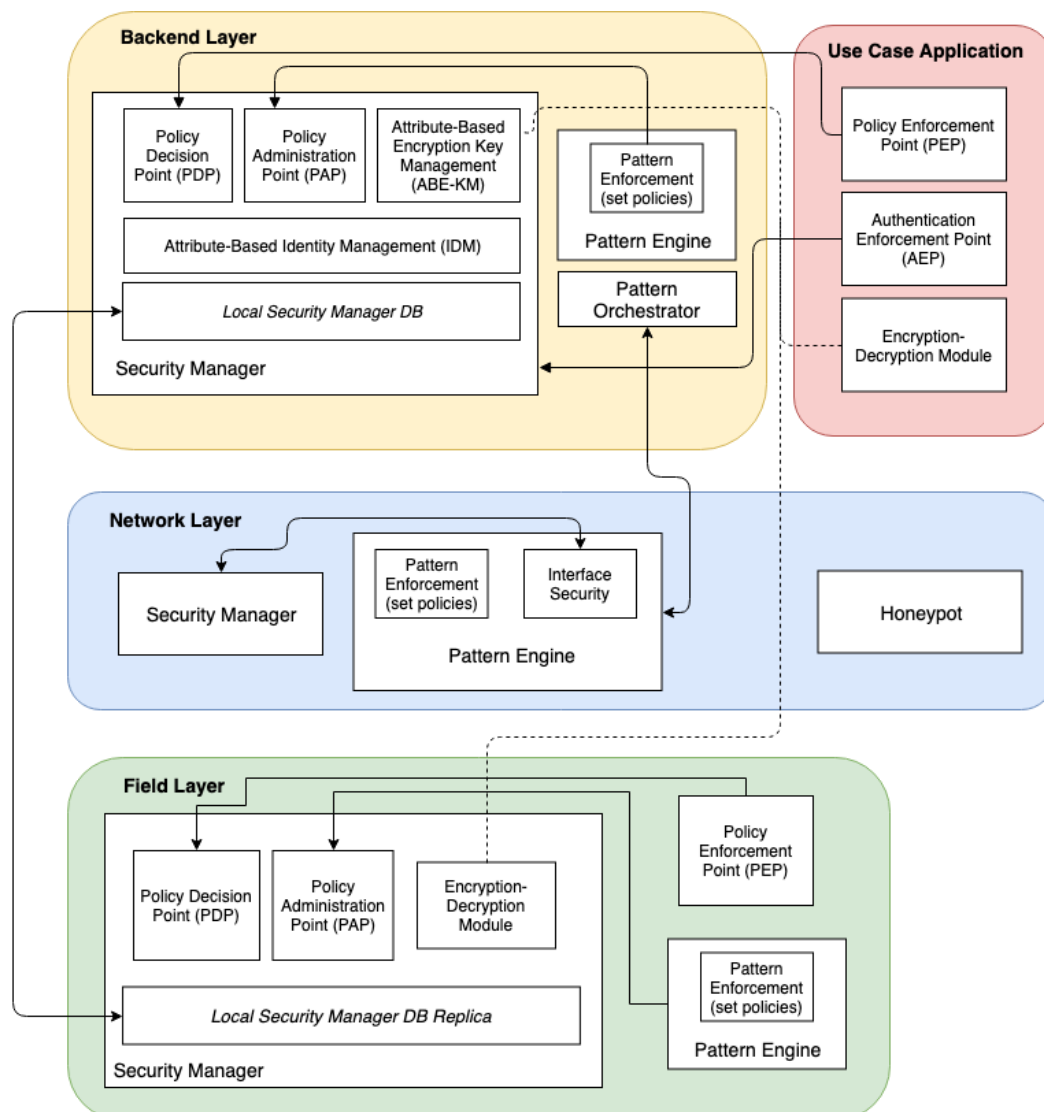 Backend Layer
Policy
Decision
Point (PDP)
Policy
Administration
Point (PAP)
Attribute-Based
Encryption Key
Management
(ABE-KM)
Attribute-Based Identity Management (IDM)
Local Security Manager DB
Security Manager
Pattern
Enforcement
(set policies)
Pattern Engine
Pattern
Orchestrator
Use Case Application
Policy Enforcement
Point (PEP)
Authentication
Enforcement Point
(AEP)
Encryption-
Decryption Module
Network Layer
Security Manager
Pattern
Enforcement
(set policies)
Interface
Security
Pattern Engine
Honeypot
Field Layer
Policy Decision
Point (PDP)
Policy
Administration
Point (PAP)
Encryption-
Decryption
Module
Local Security Manager DB Replica
Security Manager
Policy
Enforcement
Point (PEP)
Pattern
Enforcement
(set policies)
Pattern Engine